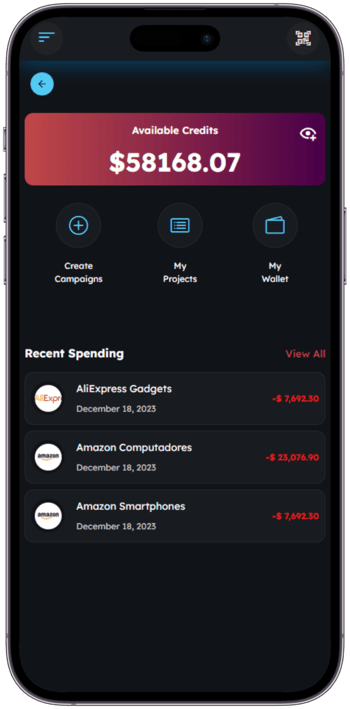 Available Credits
$58168.07
Create
Campaigns
My
Projects
My
Wallet
Recent Spending
View All
AliExpr
AliExpress Gadgets
December 18, 2023
-$ 7,692.30
amazon
Amazon Computadores
December 18, 2023
-$ 23,076.90
amazon
Amazon Smartphones
December 18, 2023
-$ 7,692.30